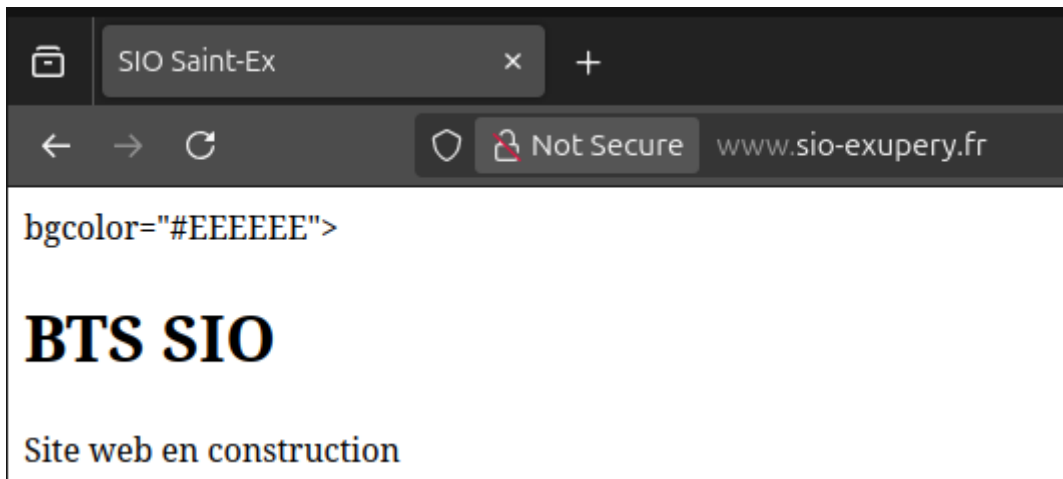 SIO Saint-Ex
Not Secure www.sio-exupery.fr
bgcolor="#EEEEEE">
BTS SIO
Site web en construction